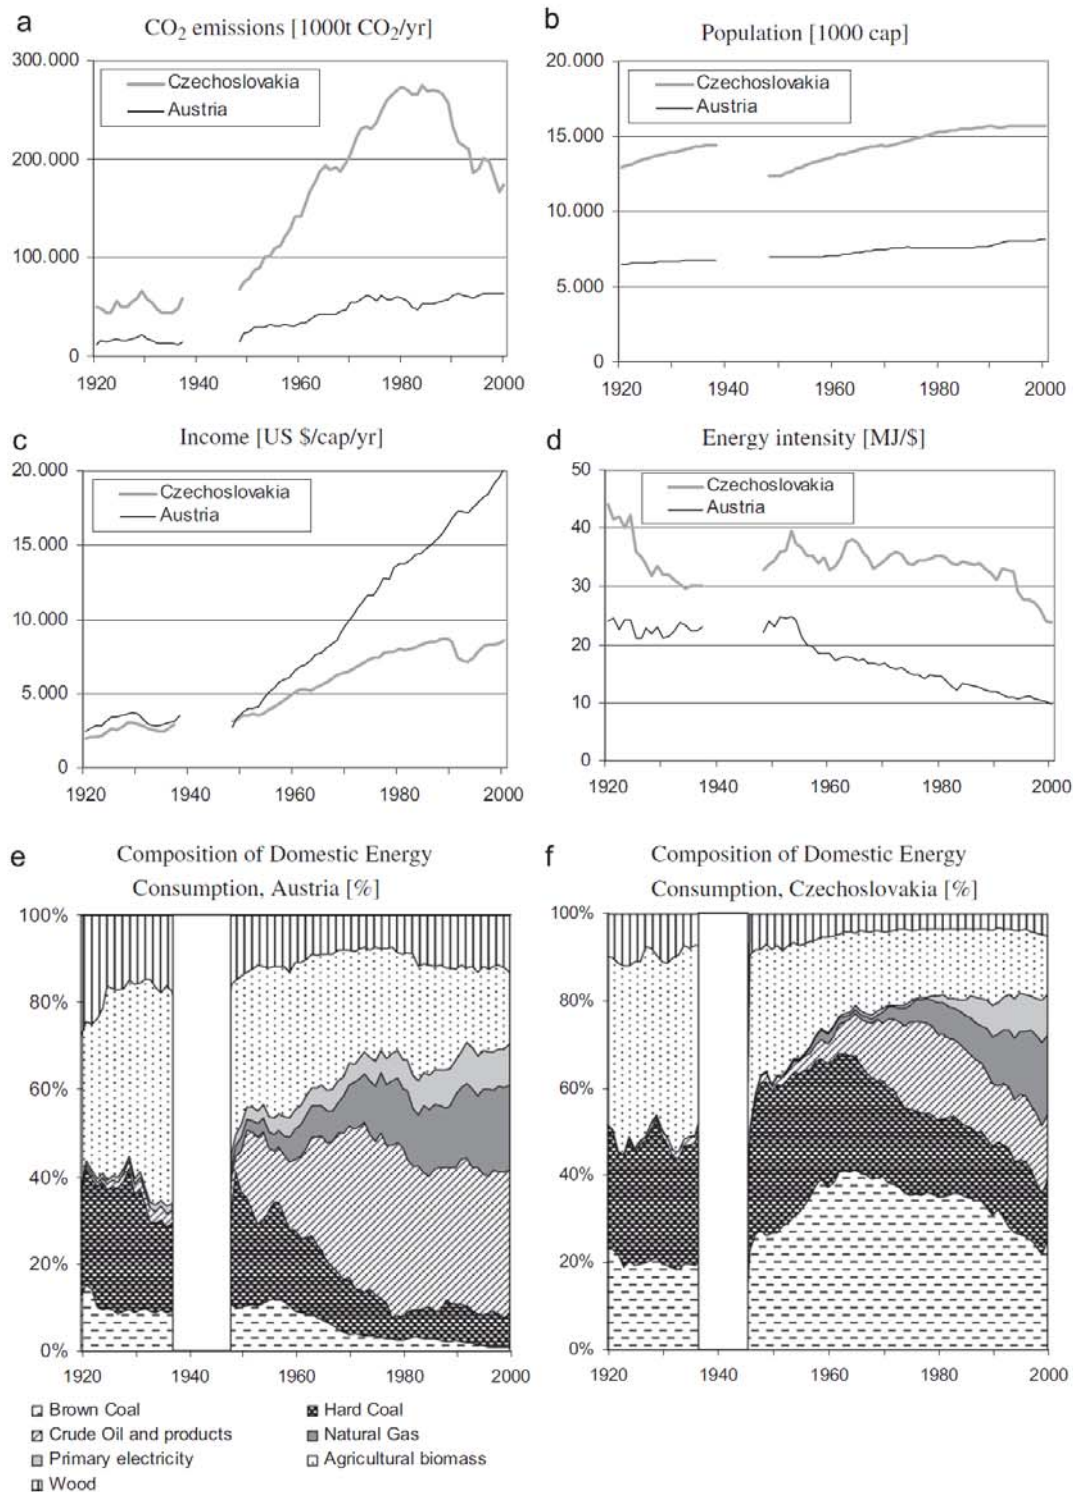 a
CO₂ emissions [1000t CO₂/yr]
300.000
200.000
100.000
0
Czechoslovakia
Austria
1920 1940 1960 1980 2000
b
Population [1000 cap]
20.000
15.000
10.000
5.000
0
Czechoslovakia
Austria
1920 1940 1960 1980 2000
c
Income [US $/cap/yr]
20.000
15.000
10.000
5.000
0
Czechoslovakia
Austria
1920 1940 1960 1980 2000
d
Energy intensity [MJ/$]
50
40
30
20
10
0
Czechoslovakia
Austria
1920 1940 1960 1980 2000
e
Composition of Domestic Energy
Consumption, Austria [%]
100%
80%
60%
40%
20%
0%
1920 1940 1960 1980 2000
f
Composition of Domestic Energy
Consumption, Czechoslovakia [%]
100%
80%
60%
40%
20%
0%
1920 1940 1960 1980 2000
Brown Coal Hard Coal
Crude Oil and products Natural Gas
Primary electricity Agricultural biomass
Wood